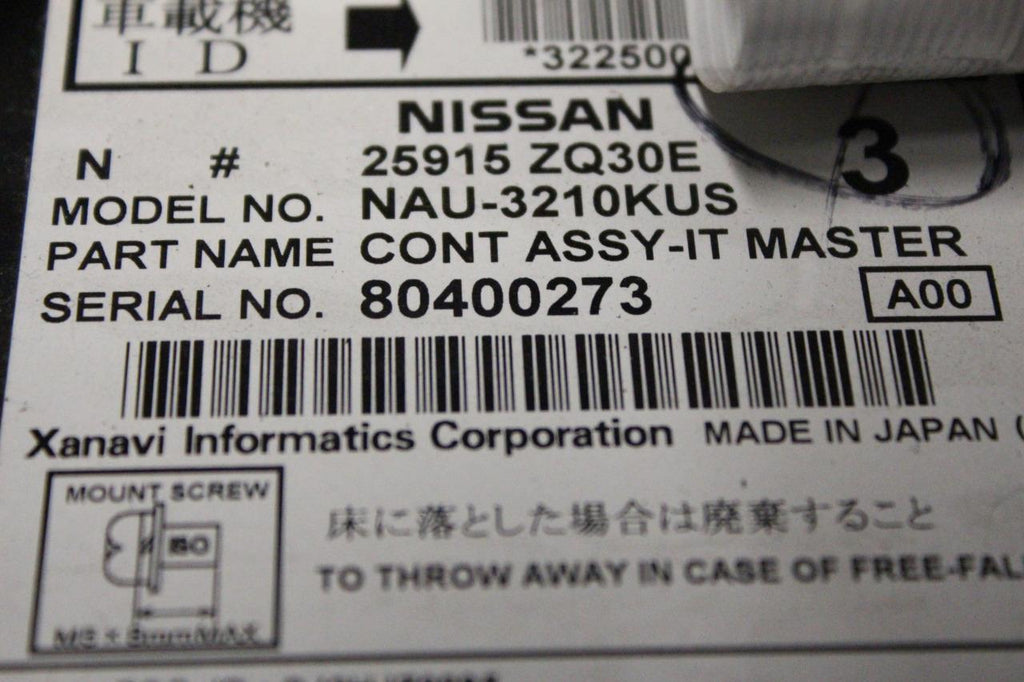 車載機
I D
*322500
NISSAN
3
N # 25915 ZQ30E
MODEL NO. NAU-3210KUS
PART NAME CONT ASSY-IT MASTER
SERIAL NO. 80400273
A00
Xanavi Informatics Corporation MADE IN JAPAN (
MOUNT SCREW
ISO
床に落とした場合は廃棄すること
TO THROW AWAY IN CASE OF FREE-FAL